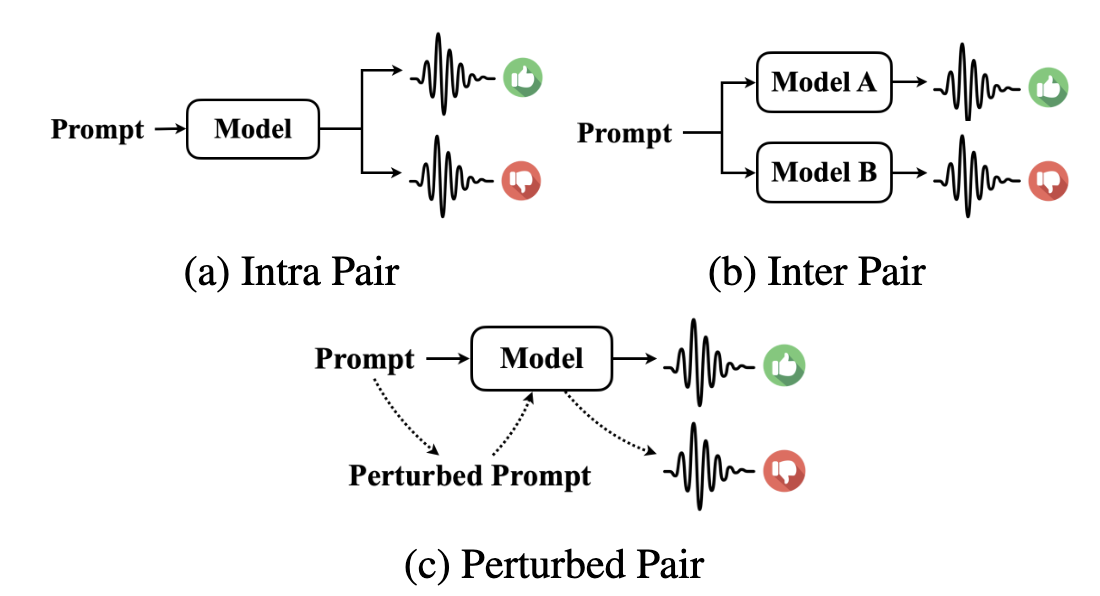 Prompt
Model
(a) Intra Pair
Prompt
Model A
Model B
(b) Inter Pair
Prompt
Model
Perturbed Prompt
(c) Perturbed Pair